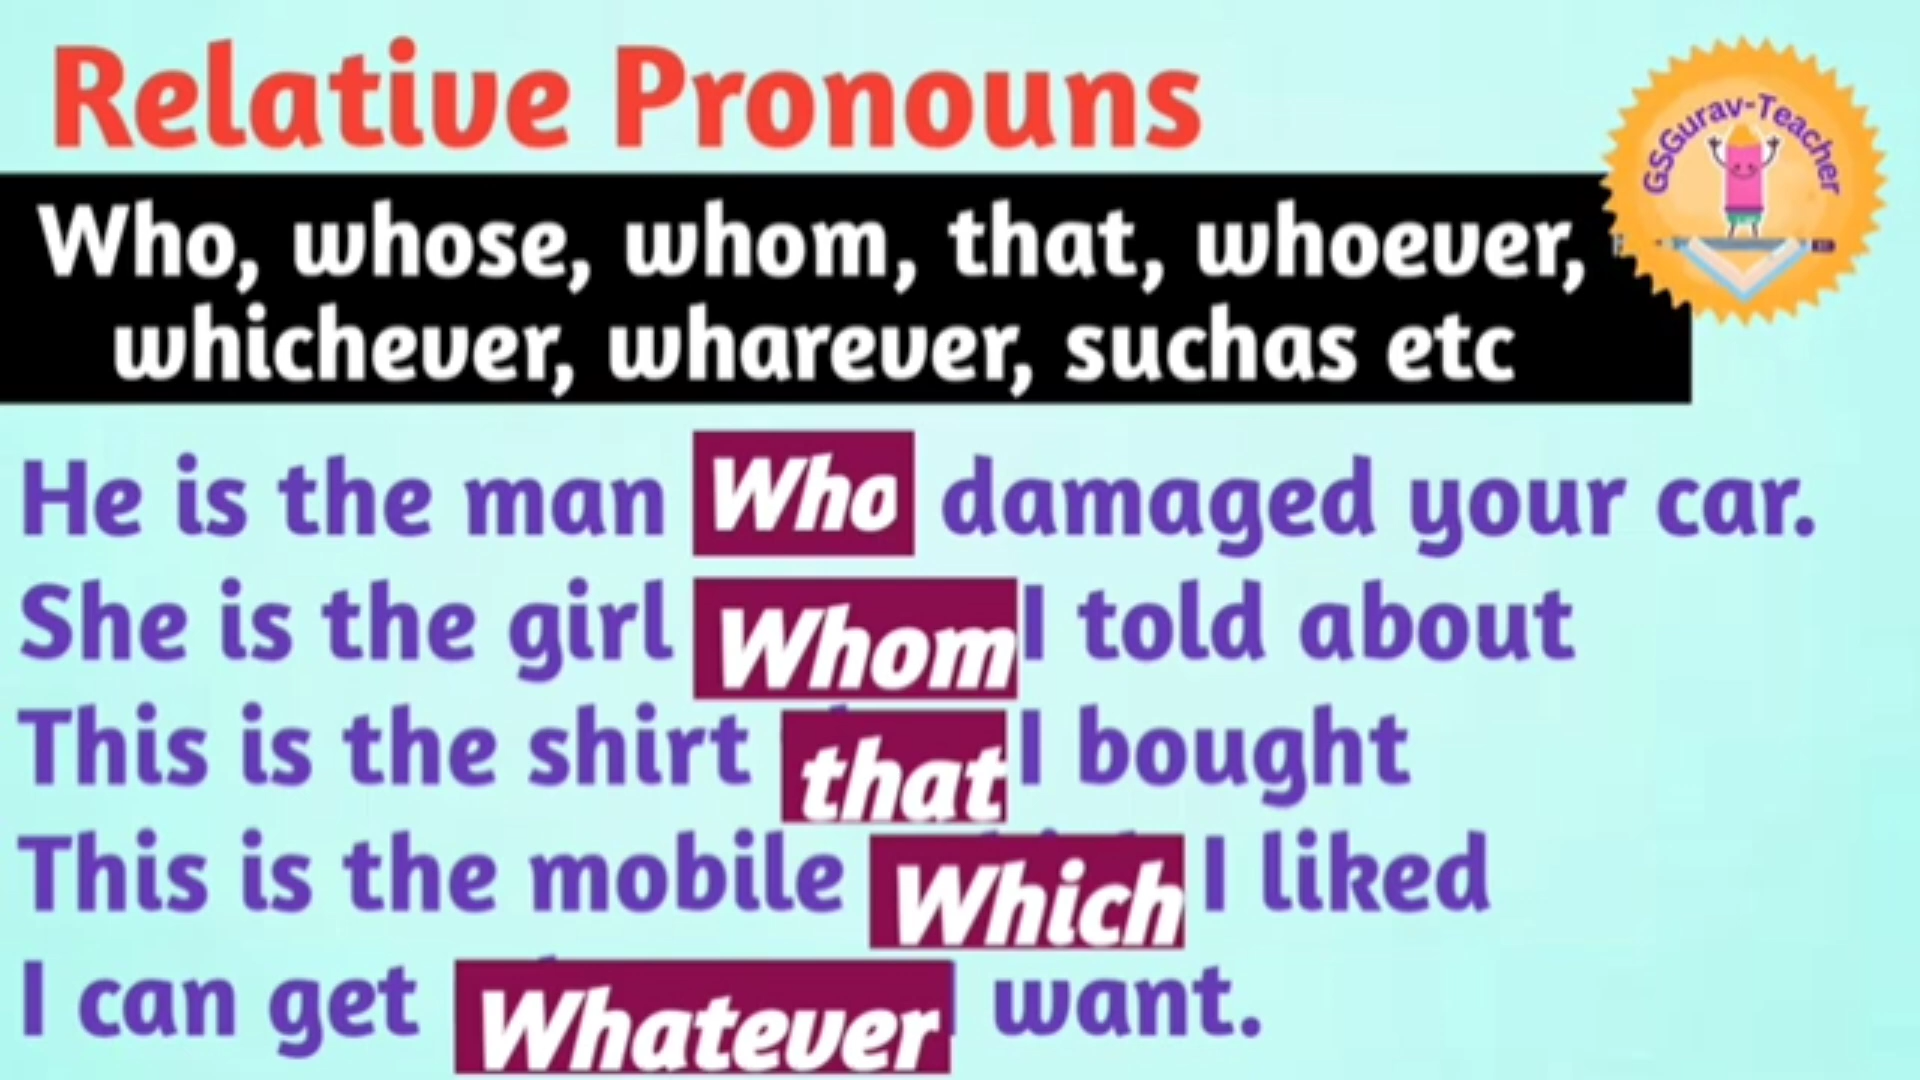 Relative Pronouns
GSGurav-Teacher
Who, whose, whom, that, whoever,
whichever, wharever, suchas etc
He is the man Who damaged your car.
She is the girl Whom I told about
This is the shirt that I bought
This is the mobile Which I liked
I can get Whatever want.